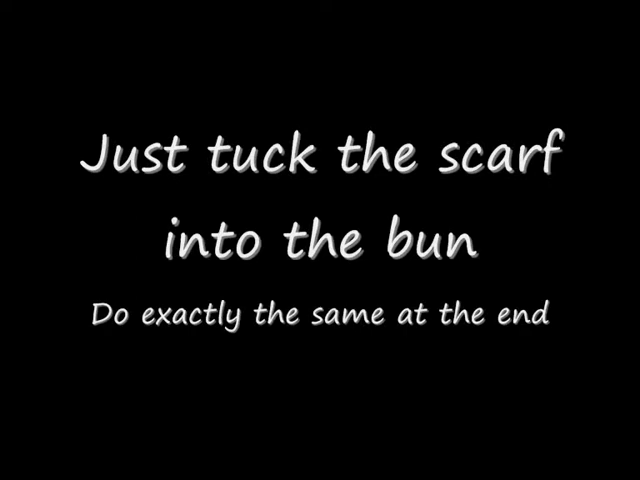 Just tuck the scarf
into the bun
Do exactly the same at the end